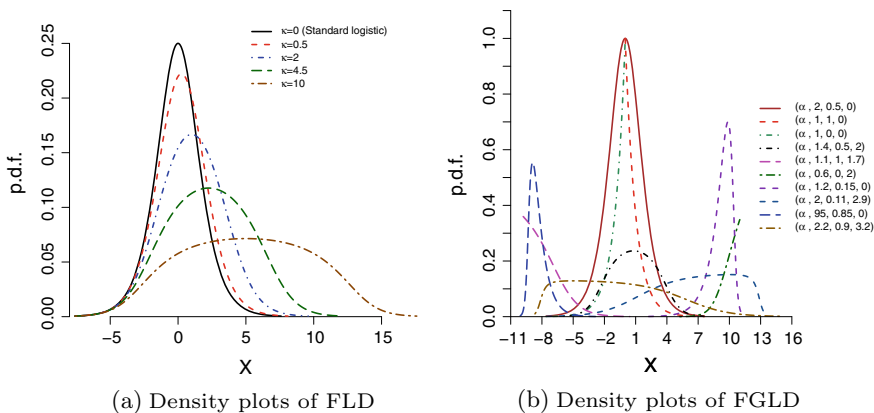 0.00 0.05 0.10 0.15 0.20 0.25
p.d.f.
−5 0 5 10 15
X
κ=0 (Standard logistic)
κ=0.5
κ=2
κ=4.5
κ=10
(a) Density plots of FLD
0.0 0.2 0.4 0.6 0.8 1.0
p.d.f.
−11 −8 −5 −2 1 4 7 10 13 16
X
(α , 2, 0.5, 0)
(α , 1, 1, 0)
(α , 1, 0, 0)
(α , 1.4, 0.5, 2)
(α , 1.1, 1, 1.7)
(α , 0.6, 0, 2)
(α , 1.2, 0.15, 0)
(α , 2, 0.11, 2.9)
(α , 95, 0.85, 0)
(α , 2.2, 0.9, 3.2)
(b) Density plots of FGLD